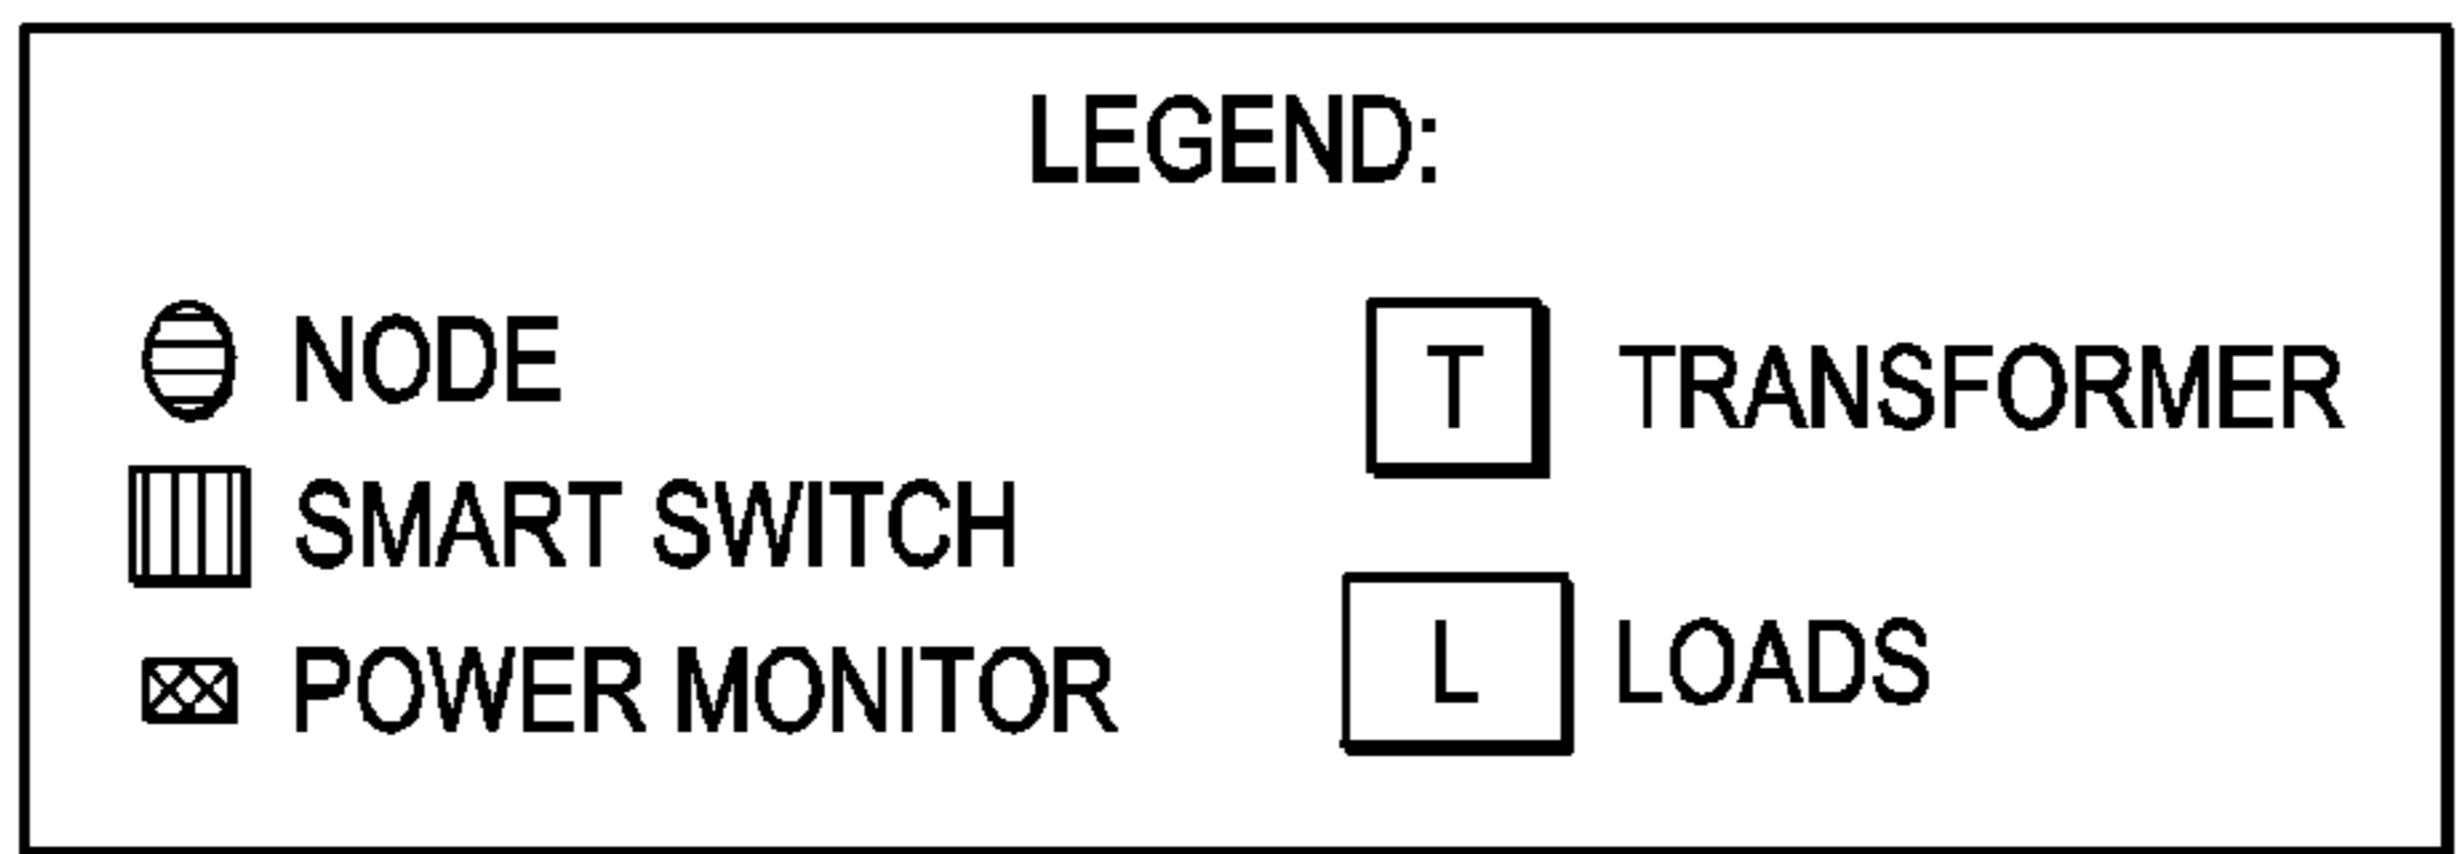 LEGEND:
NODE
SMART SWITCH
POWER MONITOR
T TRANSFORMER
L LOADS